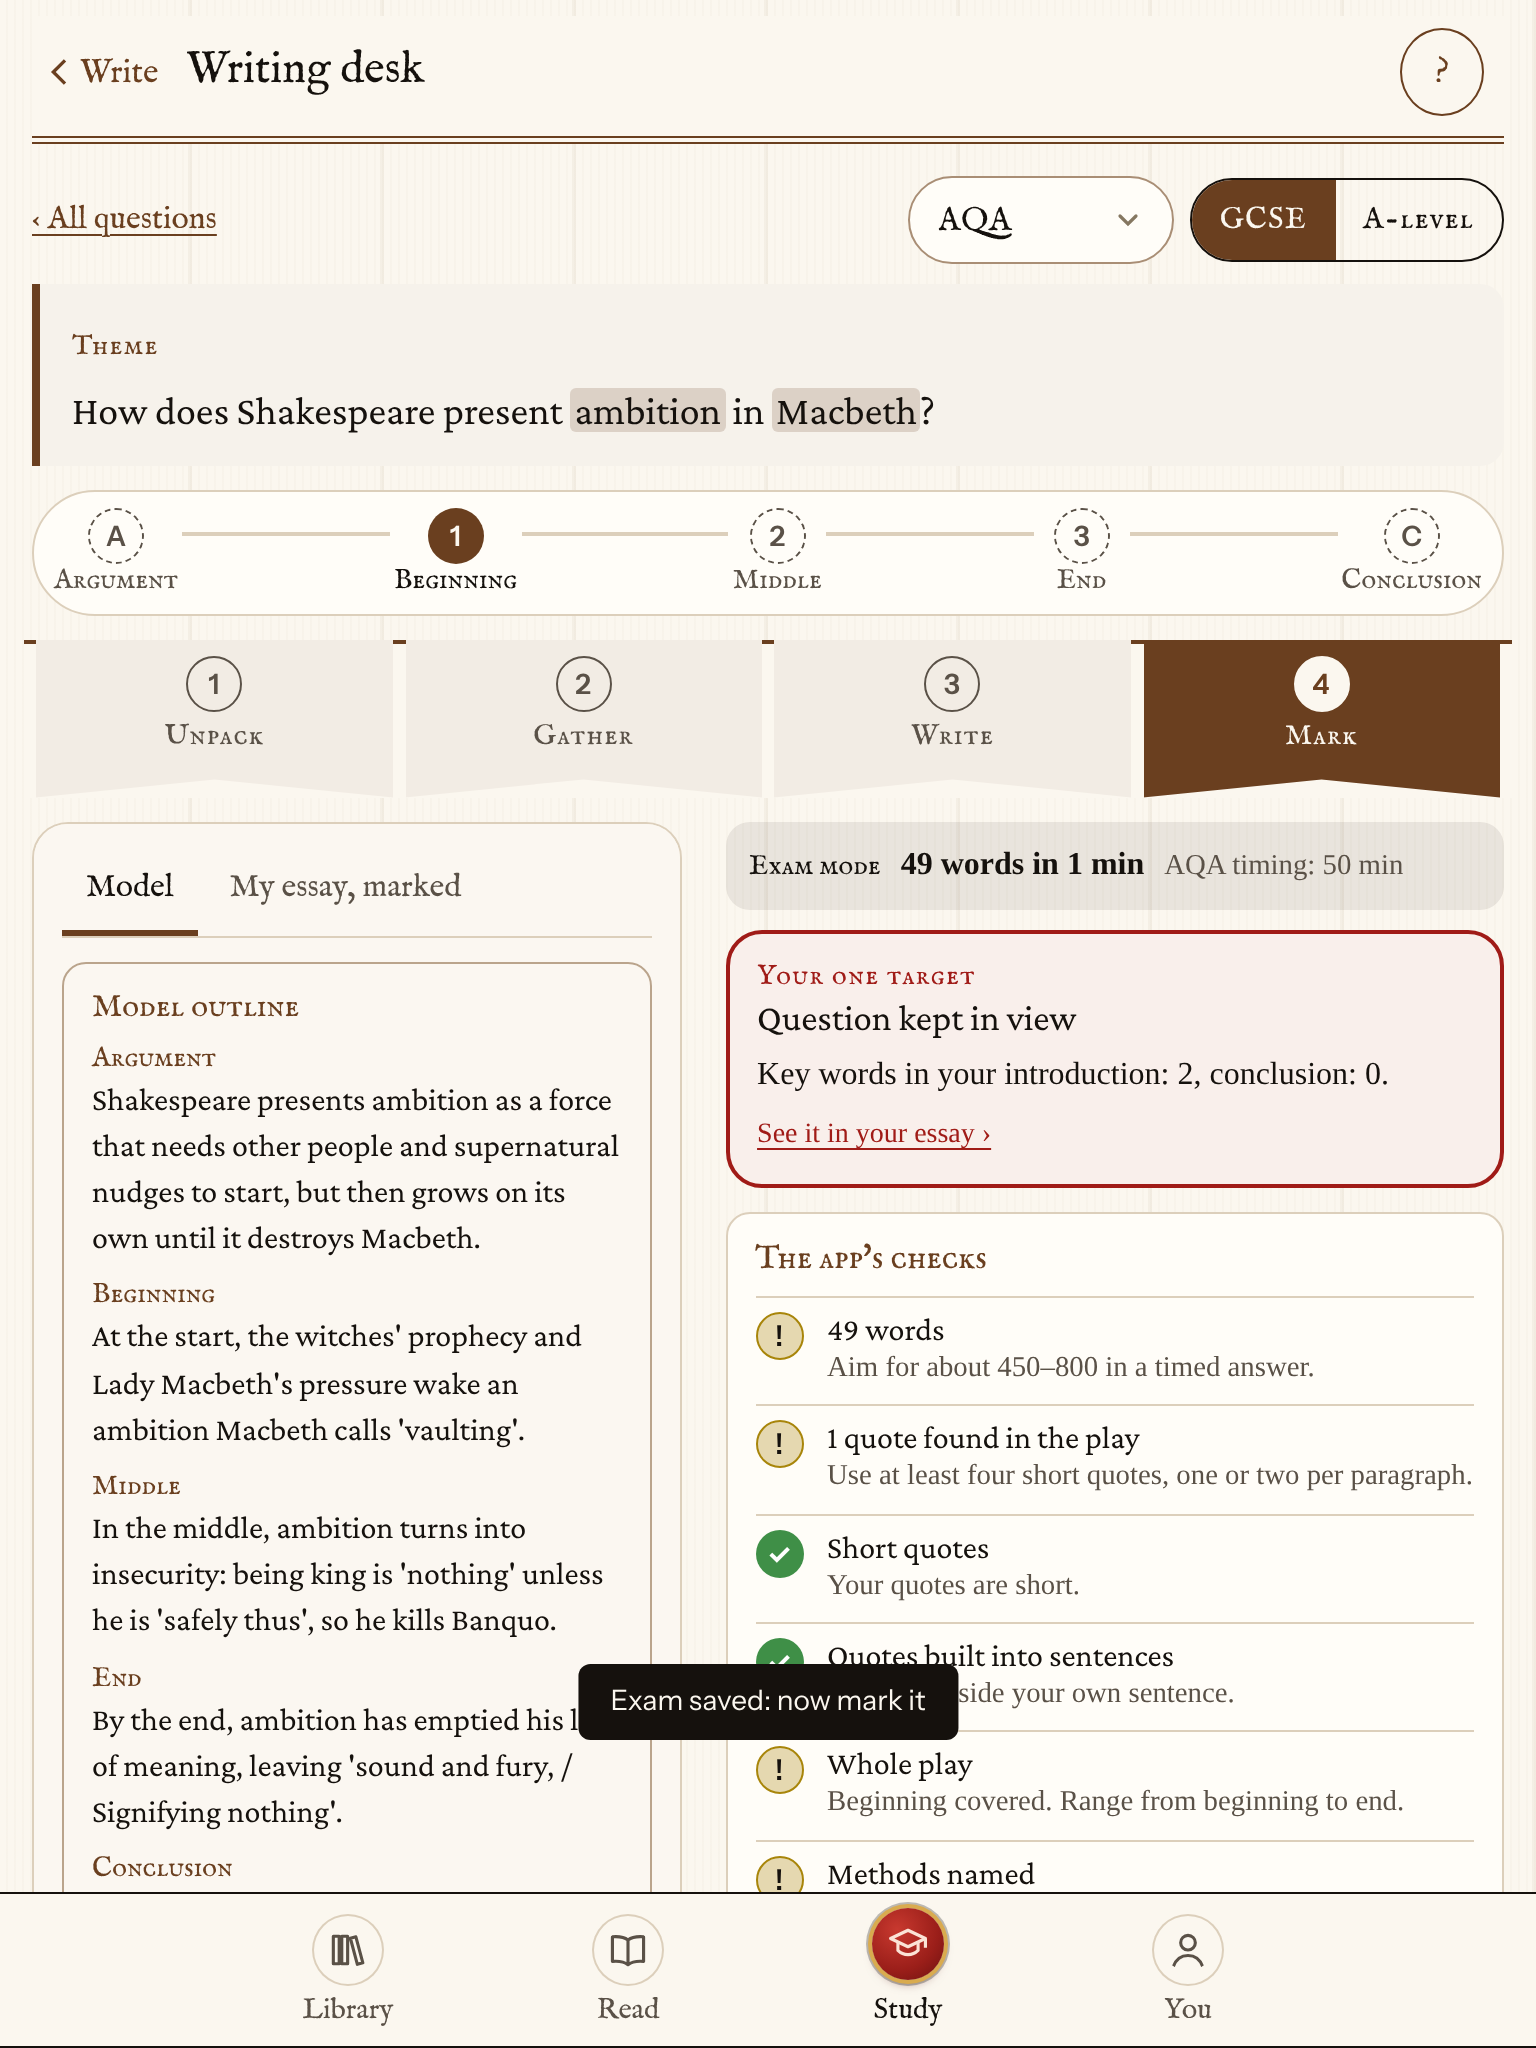 Write
Writing desk
?
‹ All questions
AQA
GCSE
A-level
Theme
How does Shakespeare present ambition in Macbeth?
A
Argument
1
Beginning
2
Middle
3
End
C
Conclusion
1
Unpack
2
Gather
3
Write
4
Mark
Model
My essay, marked
Model outline
Argument
Shakespeare presents ambition as a force
that needs other people and supernatural
nudges to start, but then grows on its
own until it destroys Macbeth.
Beginning
At the start, the witches' prophecy and
Lady Macbeth's pressure wake an
ambition Macbeth calls 'vaulting'.
Middle
In the middle, ambition turns into
insecurity: being king is 'nothing' unless
he is 'safely thus', so he kills Banquo.
End
By the end, ambition has emptied his
of meaning, leaving 'sound and fury, /
Signifying nothing'.
Conclusion
Exam mode 49 words in 1 min AQA timing: 50 min
Your one target
Question kept in view
Key words in your introduction: 2, conclusion: 0.
See it in your essay ›
The app's checks
!
49 words
Aim for about 450–800 in a timed answer.
!
1 quote found in the play
Use at least four short quotes, one or two per paragraph.
Short quotes
Your quotes are short.
Quotes built into sentences
side your own sentence.
Exam saved: now mark it
!
Whole play
Beginning covered. Range from beginning to end.
!
Methods named
Library
Read
Study
You